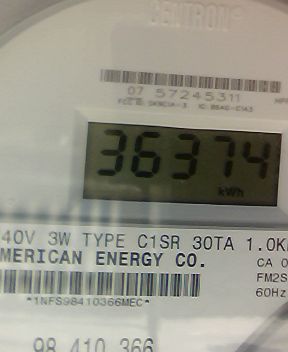 CENTRON®
07 57245311
36374
kWh
40V 3W TYPE C1SR 30TA 1.0K
MERICAN ENERGY CO.
CA 0
FM2S
60Hz
*1NFS98410366MEC*
98 410 366